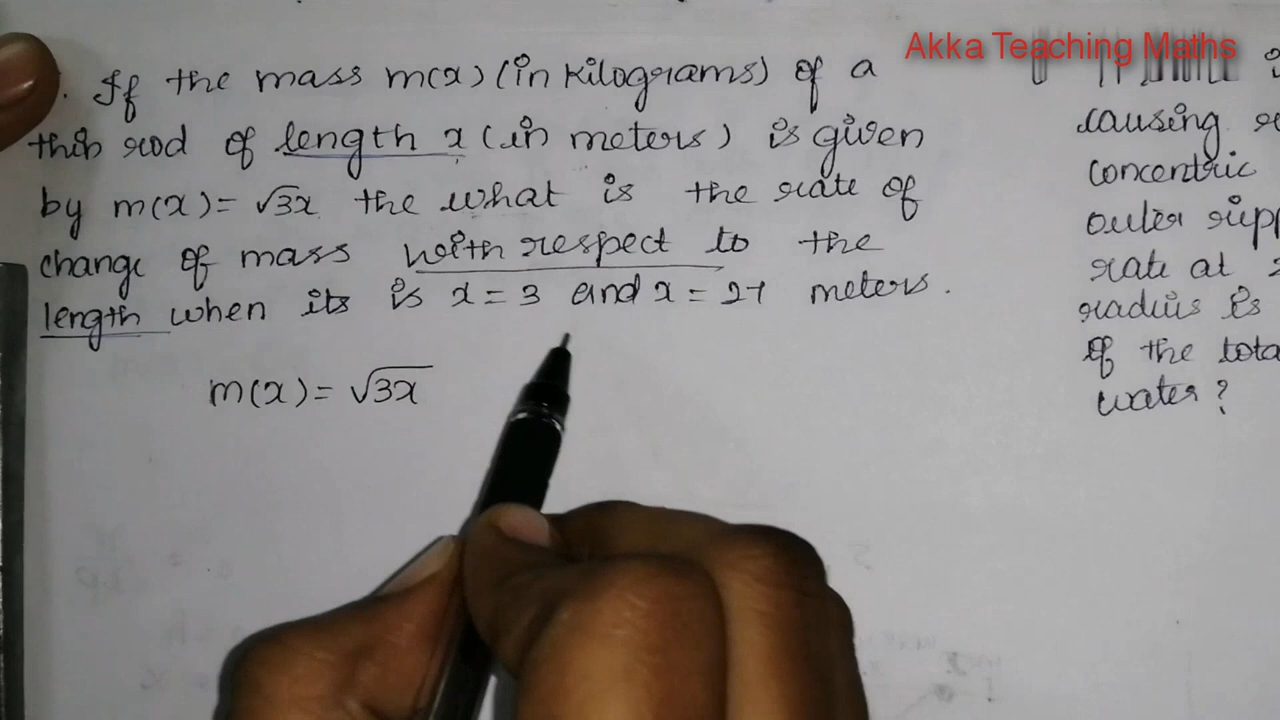 Akka Teaching Maths
If the mass m(x) (in kilograms) of a
thin rod of length x (in meters) is given
by m(x) = √3x the what is the rate of
change of mass with respect to the
length when its is x = 3 and x = 27 meters.
m(x) = √3x
causing
concentric
outer
rate at 2
radius is
of the
water?